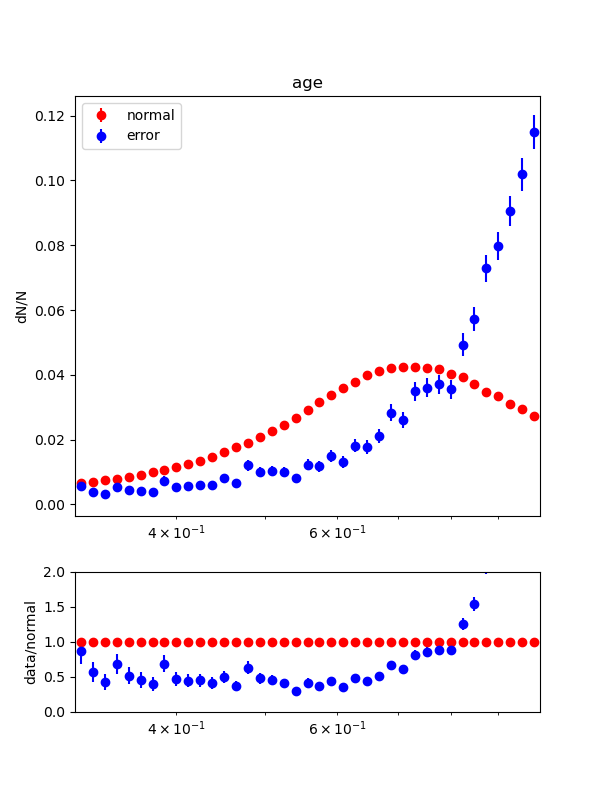 age
normal
error
dN/N
0.12
0.10
0.08
0.06
0.04
0.02
0.00
4 × 10⁻¹
6 × 10⁻¹
data/normal
2.0
1.5
1.0
0.5
0.0
4 × 10⁻¹
6 × 10⁻¹